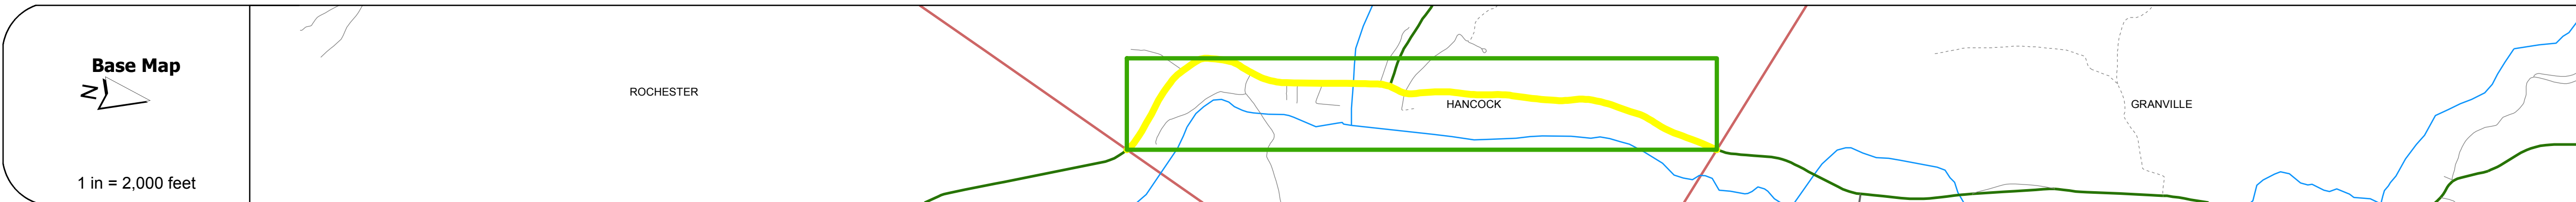 Base Map
N
1 in = 2,000 feet
ROCHESTER
HANCOCK
GRANVILLE